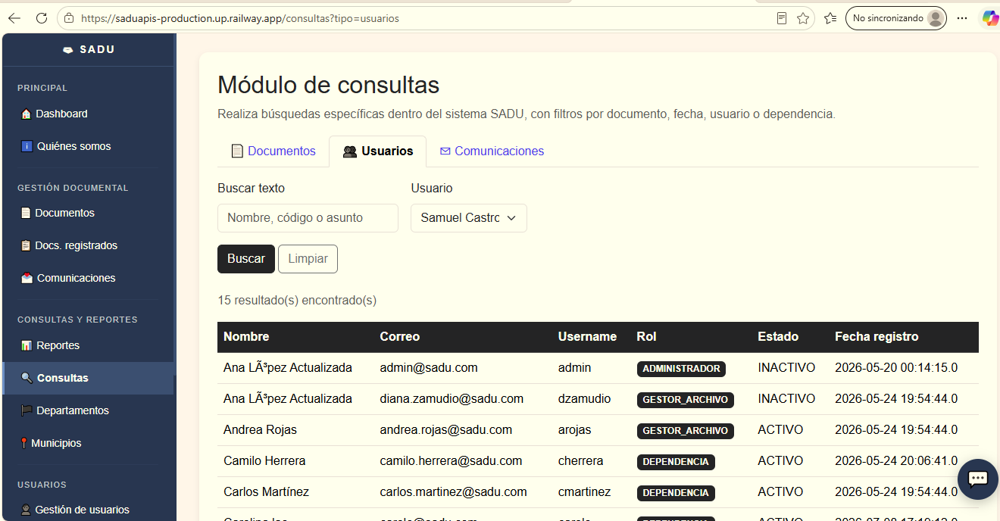 https://saduapis-production.up.railway.app/consultas?tipo=usuarios
No sincronizando
SADU
PRINCIPAL
Dashboard
Quiénes somos
GESTIÓN DOCUMENTAL
Documentos
Docs. registrados
Comunicaciones
CONSULTAS Y REPORTES
Reportes
Consultas
Departamentos
Municipios
USUARIOS
Gestión de usuarios
Módulo de consultas
Realiza búsquedas específicas dentro del sistema SADU, con filtros por documento, fecha, usuario o dependencia.
Documentos Usuarios Comunicaciones
Buscar texto Usuario
Nombre, código o asunto Samuel Castro
Buscar Limpiar
15 resultado(s) encontrado(s)
Nombre Correo Username Rol Estado Fecha registro
Ana LÃ³pez Actualizada admin@sadu.com admin ADMINISTRADOR INACTIVO 2026-05-20 00:14:15.0
Ana LÃ³pez Actualizada diana.zamudio@sadu.com dzamudio GESTOR_ARCHIVO INACTIVO 2026-05-24 19:54:44.0
Andrea Rojas andrea.rojas@sadu.com arojas GESTOR_ARCHIVO ACTIVO 2026-05-24 19:54:44.0
Camilo Herrera camilo.herrera@sadu.com cherrera DEPENDENCIA ACTIVO 2026-05-24 20:06:41.0
Carlos Martínez carlos.martinez@sadu.com cmartinez DEPENDENCIA ACTIVO 2026-05-24 19:54:44.0